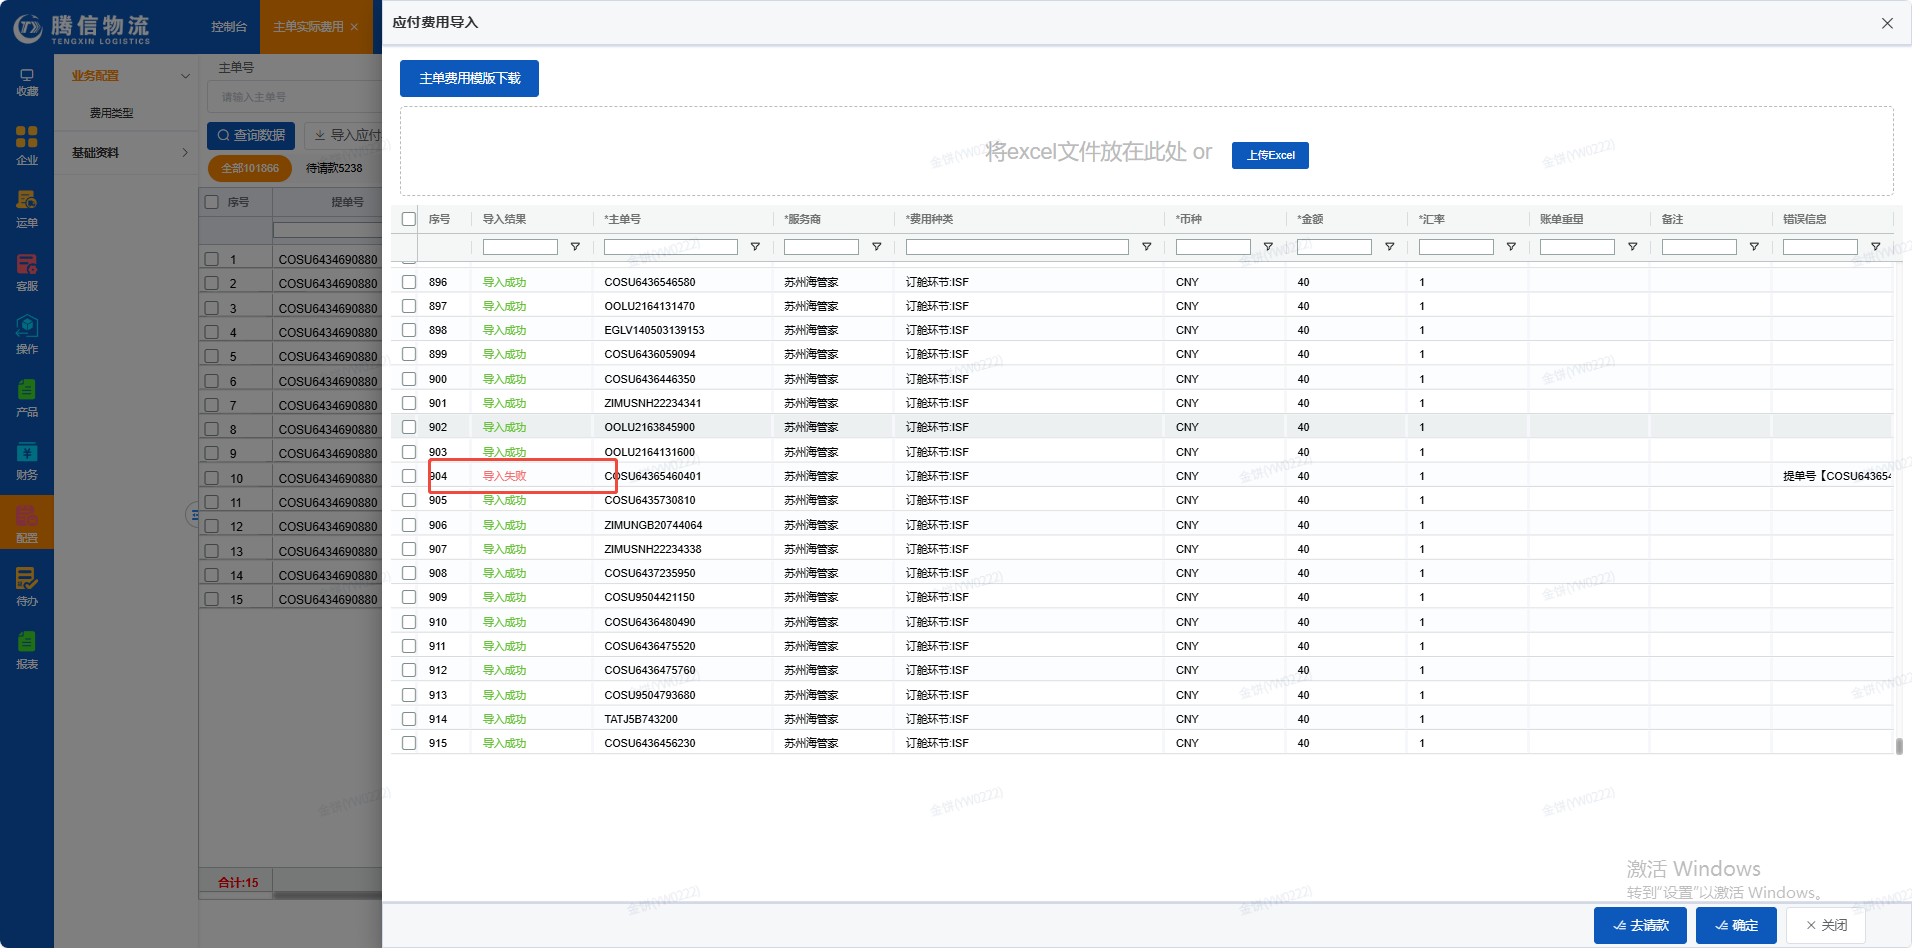 腾信物流
TENGXIN LOGISTICS
控制台
主单实际费用 ×
收藏
企业
运单
客服
操作
产品
财务
配置
待办
报表
业务配置
费用类型
基础资料
主单号
请输入主单号
查询数据
导入应付
全部101866
待请款5238
序号 提单号
1 COSU6434690880
2 COSU6434690880
3 COSU6434690880
4 COSU6434690880
5 COSU6434690880
6 COSU6434690880
7 COSU6434690880
8 COSU6434690880
9 COSU6434690880
10 COSU6434690880
11 COSU6434690880
12 COSU6434690880
13 COSU6434690880
14 COSU6434690880
15 COSU6434690880
合计:15
应付费用导入
主单费用模版下载
将excel文件放在此处 or 上传Excel
序号 导入结果 *主单号 *服务商 *费用种类 *币种 *金额 *汇率 账单重量 备注 错误信息
896 导入成功 COSU6436546580 苏州海管家 订舱环节:ISF CNY 40 1
897 导入成功 OOLU2164131470 苏州海管家 订舱环节:ISF CNY 40 1
898 导入成功 EGLV140503139153 苏州海管家 订舱环节:ISF CNY 40 1
899 导入成功 COSU6436059094 苏州海管家 订舱环节:ISF CNY 40 1
900 导入成功 COSU6436446350 苏州海管家 订舱环节:ISF CNY 40 1
901 导入成功 ZIMUSNH22234341 苏州海管家 订舱环节:ISF CNY 40 1
902 导入成功 OOLU2163845900 苏州海管家 订舱环节:ISF CNY 40 1
903 导入成功 OOLU2164131600 苏州海管家 订舱环节:ISF CNY 40 1
904 导入失败 COSU64365460401 苏州海管家 订舱环节:ISF CNY 40 1 提单号【COSU643654
905 导入成功 COSU6435730810 苏州海管家 订舱环节:ISF CNY 40 1
906 导入成功 ZIMUNGB20744064 苏州海管家 订舱环节:ISF CNY 40 1
907 导入成功 ZIMUSNH22234338 苏州海管家 订舱环节:ISF CNY 40 1
908 导入成功 COSU6437235950 苏州海管家 订舱环节:ISF CNY 40 1
909 导入成功 COSU9504421150 苏州海管家 订舱环节:ISF CNY 40 1
910 导入成功 COSU6436480490 苏州海管家 订舱环节:ISF CNY 40 1
911 导入成功 COSU6436475520 苏州海管家 订舱环节:ISF CNY 40 1
912 导入成功 COSU6436475760 苏州海管家 订舱环节:ISF CNY 40 1
913 导入成功 COSU9504793680 苏州海管家 订舱环节:ISF CNY 40 1
914 导入成功 TATJ5B743200 苏州海管家 订舱环节:ISF CNY 40 1
915 导入成功 COSU6436456230 苏州海管家 订舱环节:ISF CNY 40 1
金饼(YW0222)
激活 Windows
转到“设置”以激活 Windows。
去请款 确定 × 关闭